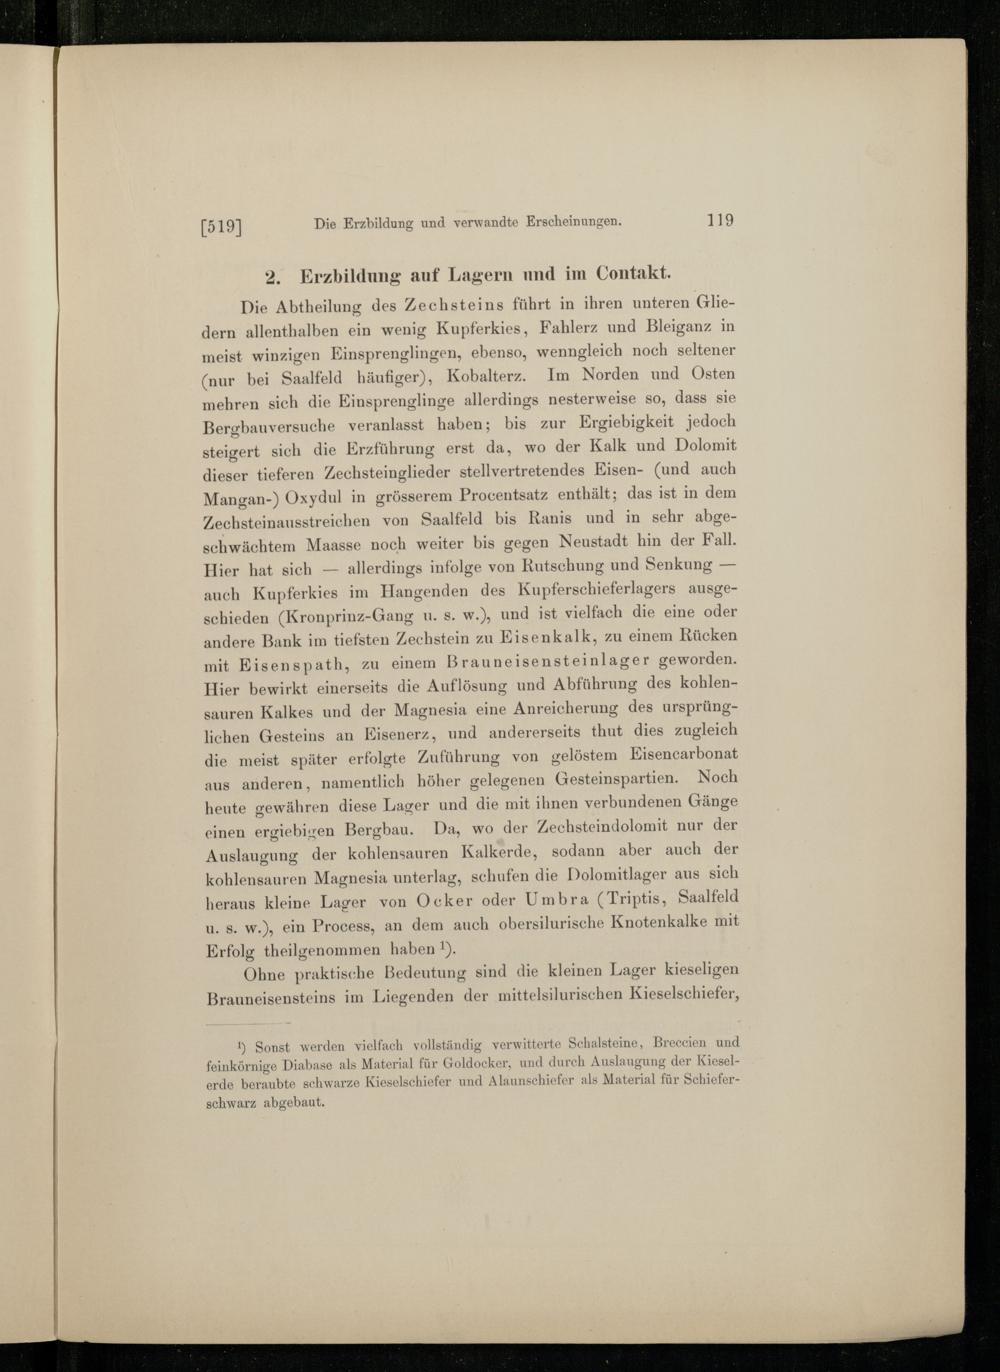 [519] Die Erzbildung und verwandte Erscheinungen. 119
2. Erzbildung auf Lagern und im Contakt.
Die Abtheilung des Zechsteins führt in ihren unteren Glie-
dern allenthalben ein wenig Kupferkies, Fahlerz und Bleiganz in
meist winzigen Einsprenglingen, ebenso, wenngleich noch seltener
(nur bei Saalfeld häufiger), Kobalterz. Im Norden und Osten
mehren sich die Einsprenglinge allerdings nesterweise so, dass sie
Bergbauversuche veranlasst haben; bis zur Ergiebigkeit jedoch
steigert sich die Erzführung erst da, wo der Kalk und Dolomit
dieser tieferen Zechsteinglieder stellvertretendes Eisen- (und auch
Mangan-) Oxydul in grösserem Procentsatz enthält; das ist in dem
Zechsteinausstreichen von Saalfeld bis Ranis und in sehr abge-
schwächtem Maasse noch weiter bis gegen Neustadt hin der Fall.
Hier hat sich — allerdings infolge von Rutschung und Senkung —
auch Kupferkies im Hangenden des Kupferschieferlagers ausge-
schieden (Kronprinz-Gang u. s. w.), und ist vielfach die eine oder
andere Bank im tiefsten Zechstein zu Eisenkalk, zu einem Rücken
mit Eisenspath, zu einem Brauneisensteinlager geworden.
Hier bewirkt einerseits die Auflösung und Abführung des kohlen-
sauren Kalkes und der Magnesia eine Anreicherung des ursprüng-
lichen Gesteins an Eisenerz, und andererseits thut dies zugleich
die meist später erfolgte Zuführung von gelöstem Eisencarbonat
aus anderen, namentlich höher gelegenen Gesteinspartien. Noch
heute gewähren diese Lager und die mit ihnen verbundenen Gänge
einen ergiebigen Bergbau. Da, wo der Zechsteindolomit nur der
Auslaugung der kohlensauren Kalkerde, sodann aber auch der
kohlensauren Magnesia unterlag, schufen die Dolomitlager aus sich
heraus kleine Lager von Ocker oder Umbra (Triptis, Saalfeld
u. s. w.), ein Process, an dem auch obersilurische Knotenkalke mit
Erfolg theilgenommen haben ¹).
Ohne praktische Bedeutung sind die kleinen Lager kieseligen
Brauneisensteins im Liegenden der mittelsilurischen Kieselschiefer,
¹) Sonst werden vielfach vollständig verwitterte Schalsteine, Breccien und
feinkörnige Diabase als Material für Goldocker, und durch Auslaugung der Kiesel-
erde beraubte schwarze Kieselschiefer und Alaunschiefer als Material für Schiefer-
schwarz abgebaut.